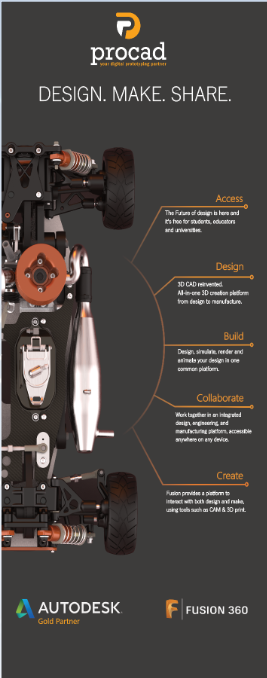 procad
your digital prototyping partner
DESIGN. MAKE. SHARE.
Access
The Future of design is here and
it's free for students, educators
and universities.
Design
3D CAD reinvented.
All-in-one 3D creation platform
from design to manufacture.
Build
Design, simulate, render and
animate your design in one
common platform.
Collaborate
Work together in an integrated
design, engineering, and
manufacturing platform, accessible
anywhere on any device.
Create
Fusion provides a platform to
interact with both design and make,
using tools such as CAM & 3D print.
AUTODESK.
Gold Partner
F FUSION 360